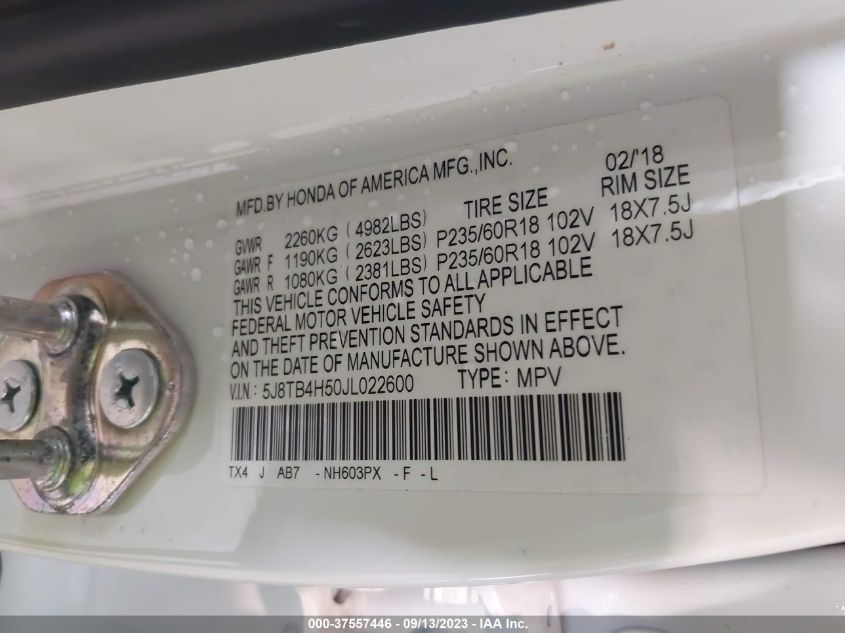 MFD.BY HONDA OF AMERICA MFG.,INC. 02/'18
TIRE SIZE RIM SIZE
GVWR 2260KG ( 4982LBS)
GAWR F 1190KG ( 2623LBS) P235/60R18 102V 18X7.5J
GAWR R 1080KG ( 2381LBS) P235/60R18 102V 18X7.5J
THIS VEHICLE CONFORMS TO ALL APPLICABLE
FEDERAL MOTOR VEHICLE SAFETY
AND THEFT PREVENTION STANDARDS IN EFFECT
ON THE DATE OF MANUFACTURE SHOWN ABOVE.
V.I.N.: 5J8TB4H50JL022600 TYPE: MPV
TX4 J AB7 -NH603PX -F -L
000-37557446 - 09/13/2023 - IAA Inc.